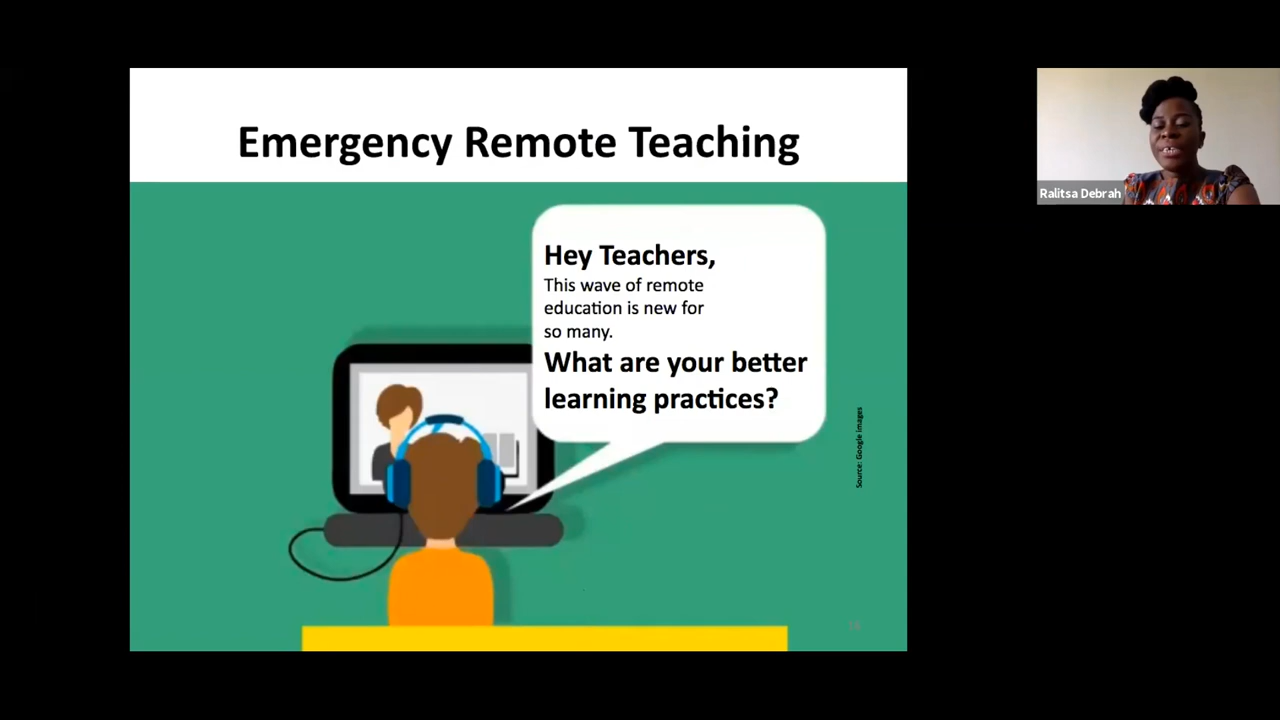 Emergency Remote Teaching
Hey Teachers,
This wave of remote
education is new for
so many.
What are your better
learning practices?
Source: Google images
Ralitsa Debrah